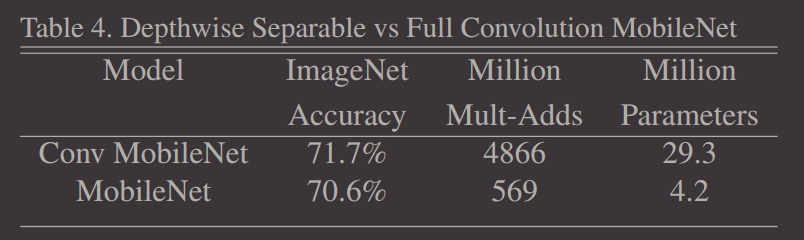 Table 4. Depthwise Separable vs Full Convolution MobileNet
Model ImageNet Million Million
Accuracy Mult-Adds Parameters
Conv MobileNet 71.7% 4866 29.3
MobileNet 70.6% 569 4.2